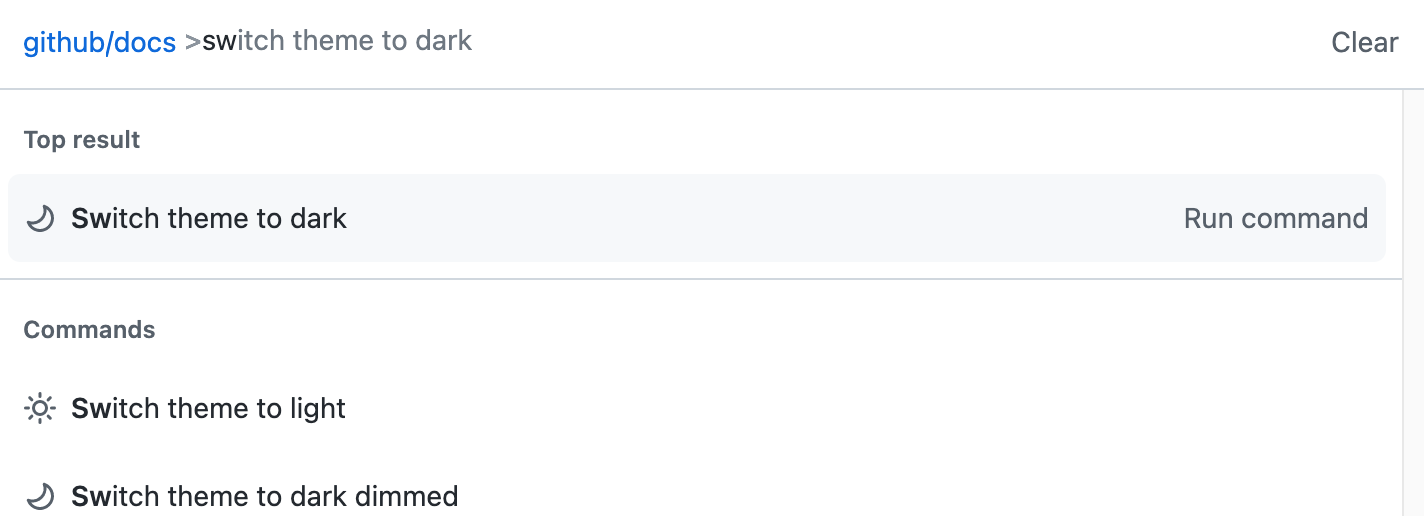 github/docs >switch theme to dark Clear
Top result
Switch theme to dark Run command
Commands
Switch theme to light
Switch theme to dark dimmed